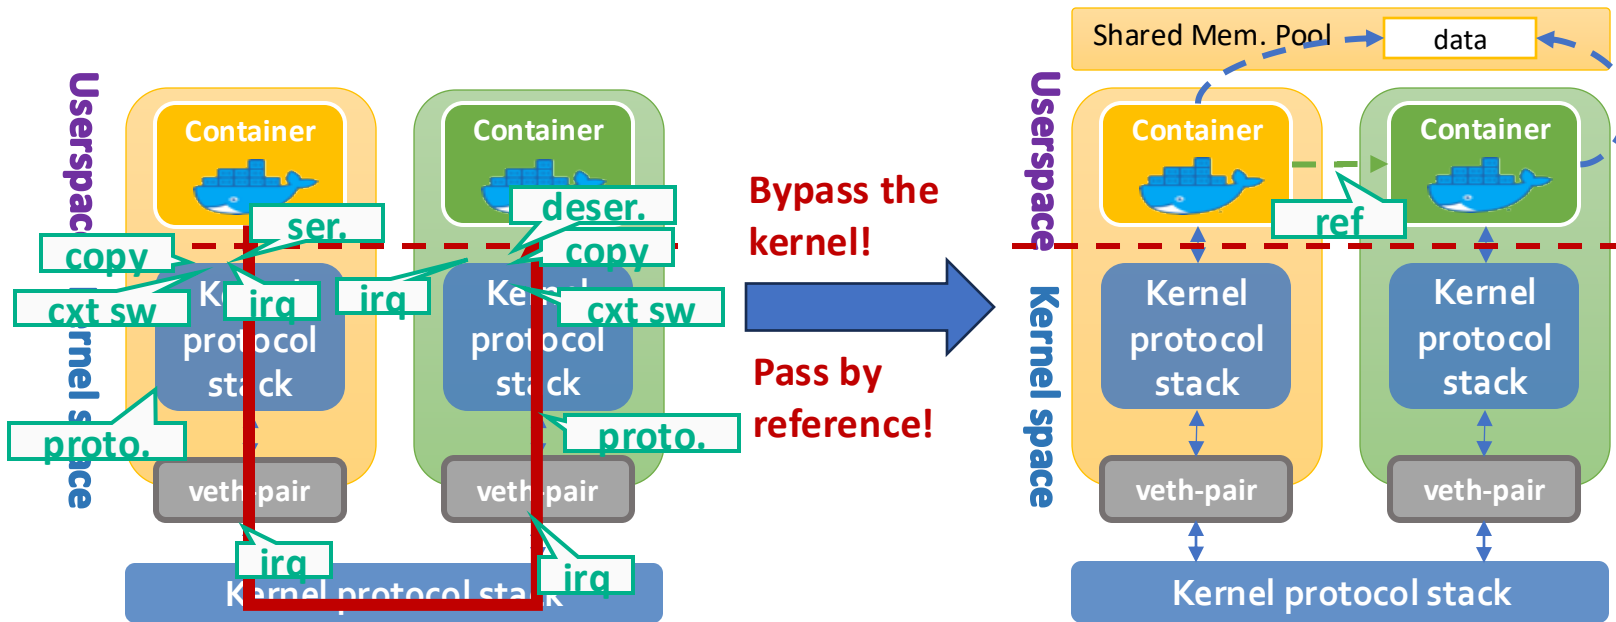 Userspace
Kernel space
Container
Container
ser.
deser.
copy
copy
cxt sw
irq
irq
cxt sw
Kernel
protocol
stack
Kernel
protocol
stack
proto.
proto.
veth-pair
veth-pair
irq
irq
Kernel protocol stack
Bypass the
kernel!
Pass by
reference!
Shared Mem. Pool
data
Userspace
Kernel space
Container
Container
ref
Kernel
protocol
stack
Kernel
protocol
stack
veth-pair
veth-pair
Kernel protocol stack